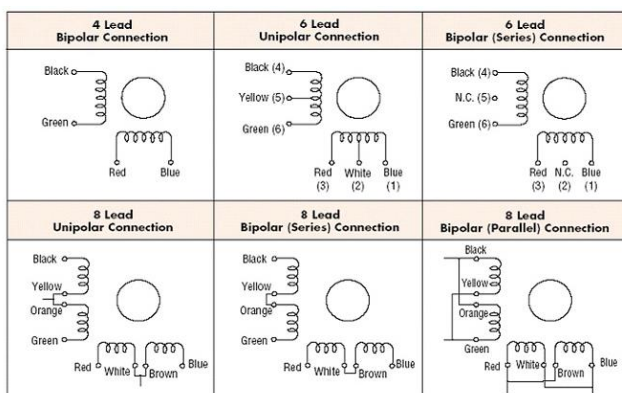 4 Lead
Bipolar Connection
Black
Green
Red Blue
6 Lead
Unipolar Connection
Black (4)
Yellow (5)
Green (6)
Red White Blue
(3) (2) (1)
6 Lead
Bipolar (Series) Connection
Black (4)
N.C. (5)
Green (6)
Red N.C. Blue
(3) (2) (1)
8 Lead
Unipolar Connection
Black
Yellow
Orange
Green
Red White Brown Blue
8 Lead
Bipolar (Series) Connection
Black
Yellow
Orange
Green
Red White Brown Blue
8 Lead
Bipolar (Parallel) Connection
Black
Yellow
Orange
Green
Red White Brown Blue